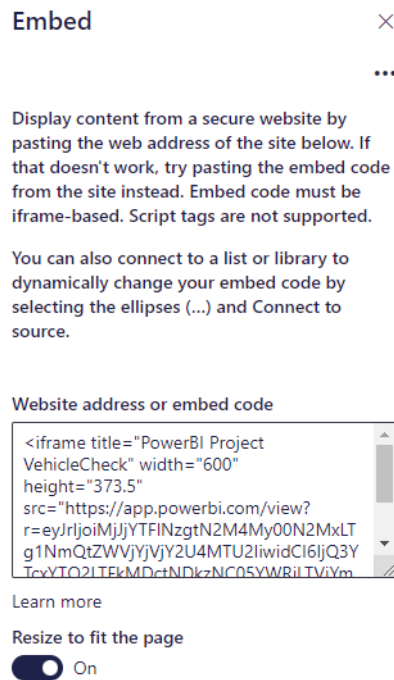 Embed
Display content from a secure website by
pasting the web address of the site below. If
that doesn't work, try pasting the embed code
from the site instead. Embed code must be
iframe-based. Script tags are not supported.
You can also connect to a list or library to
dynamically change your embed code by
selecting the ellipses (...) and Connect to
source.
Website address or embed code
<iframe title="PowerBI Project
VehicleCheck" width="600"
height="373.5"
src="https://app.powerbi.com/view?
Learn more
Resize to fit the page
On